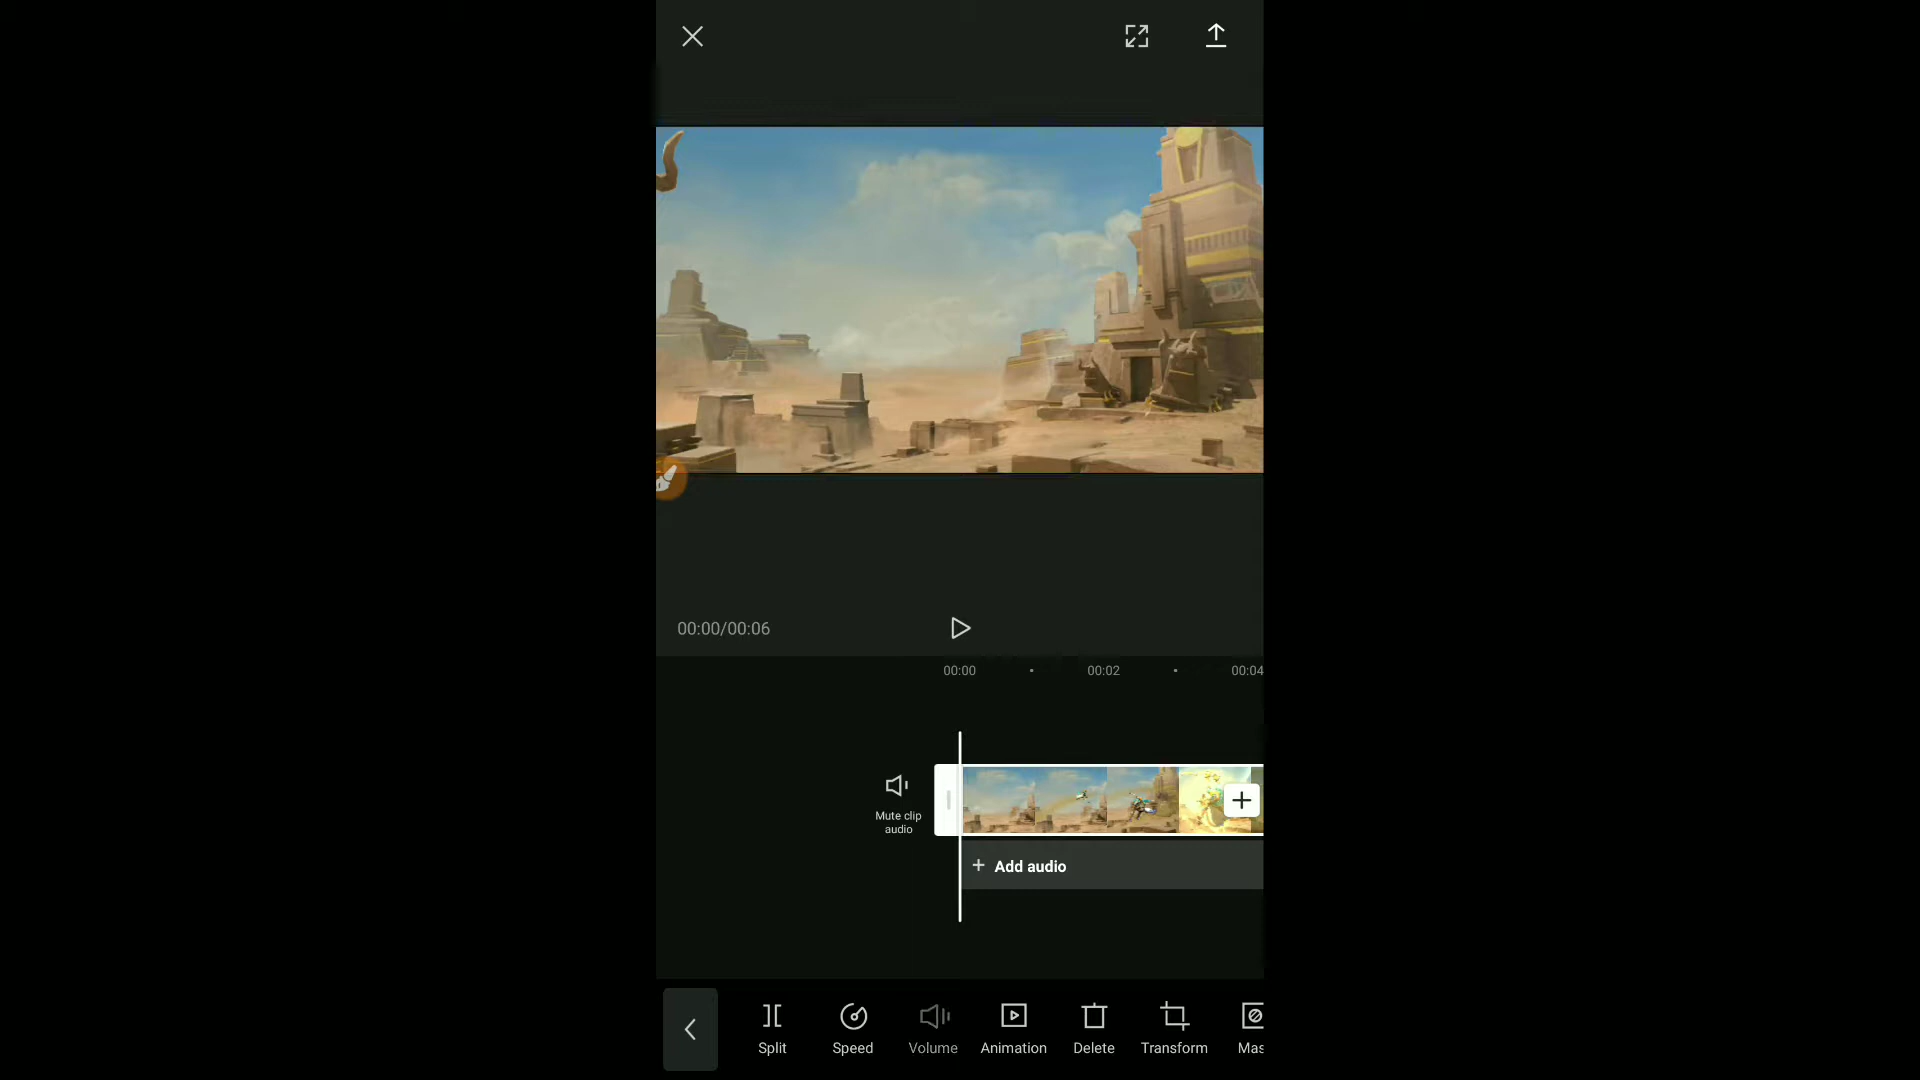 00:00/00:06
00:00
00:02
00:04
Mute clip
audio
Add audio
Split
Speed
Volume
Animation
Delete
Transform
Mas